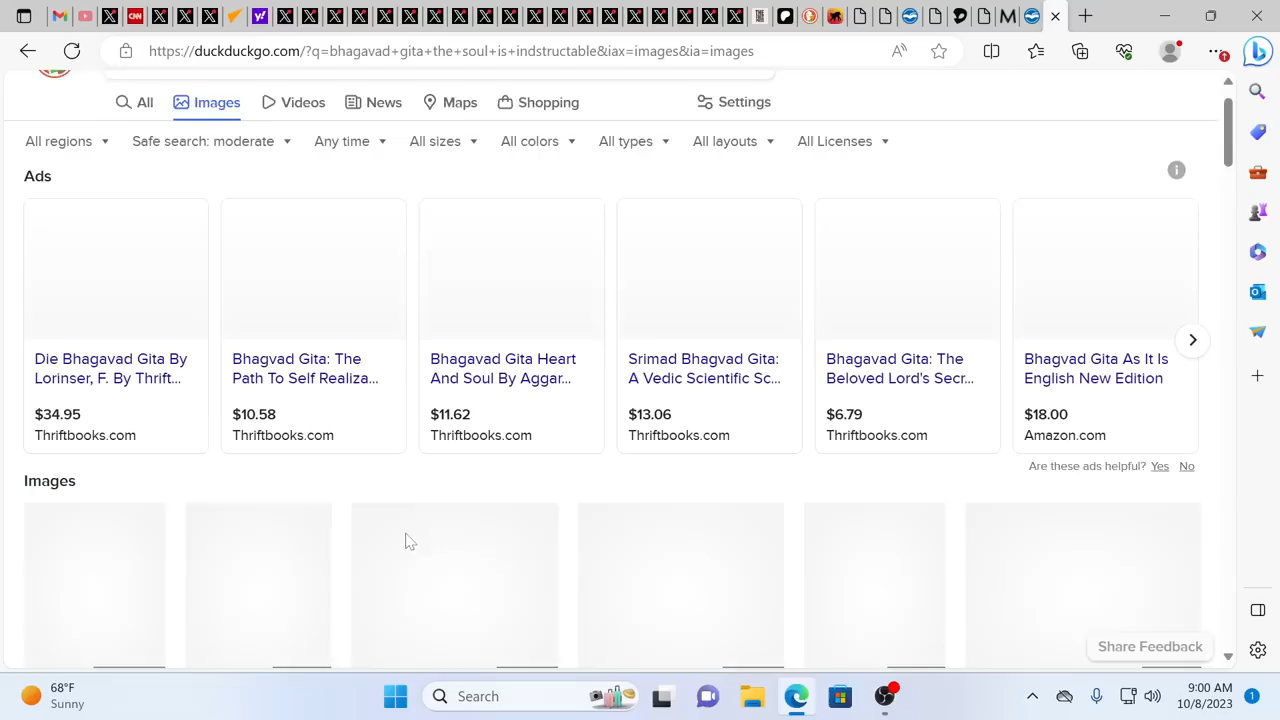 https://duckduckgo.com/?q=bhagavad+gita+the+soul+is+indstructable&iax=images&ia=images
All Images Videos News Maps Shopping Settings
All regions Safe search: moderate Any time All sizes All colors All types All layouts All Licenses
Ads
Die Bhagavad Gita By
Lorinser, F. By Thrift...
$34.95
Thriftbooks.com
Bhagvad Gita: The
Path To Self Realiza...
$10.58
Thriftbooks.com
Bhagavad Gita Heart
And Soul By Aggar...
$11.62
Thriftbooks.com
Srimad Bhagvad Gita:
A Vedic Scientific Sc...
$13.06
Thriftbooks.com
Bhagavad Gita: The
Beloved Lord's Secr...
$6.79
Thriftbooks.com
Bhagvad Gita As It Is
English New Edition
$18.00
Amazon.com
Are these ads helpful? Yes No
Images
Share Feedback
68°F
Sunny
Search
9:00 AM
10/8/2023
1